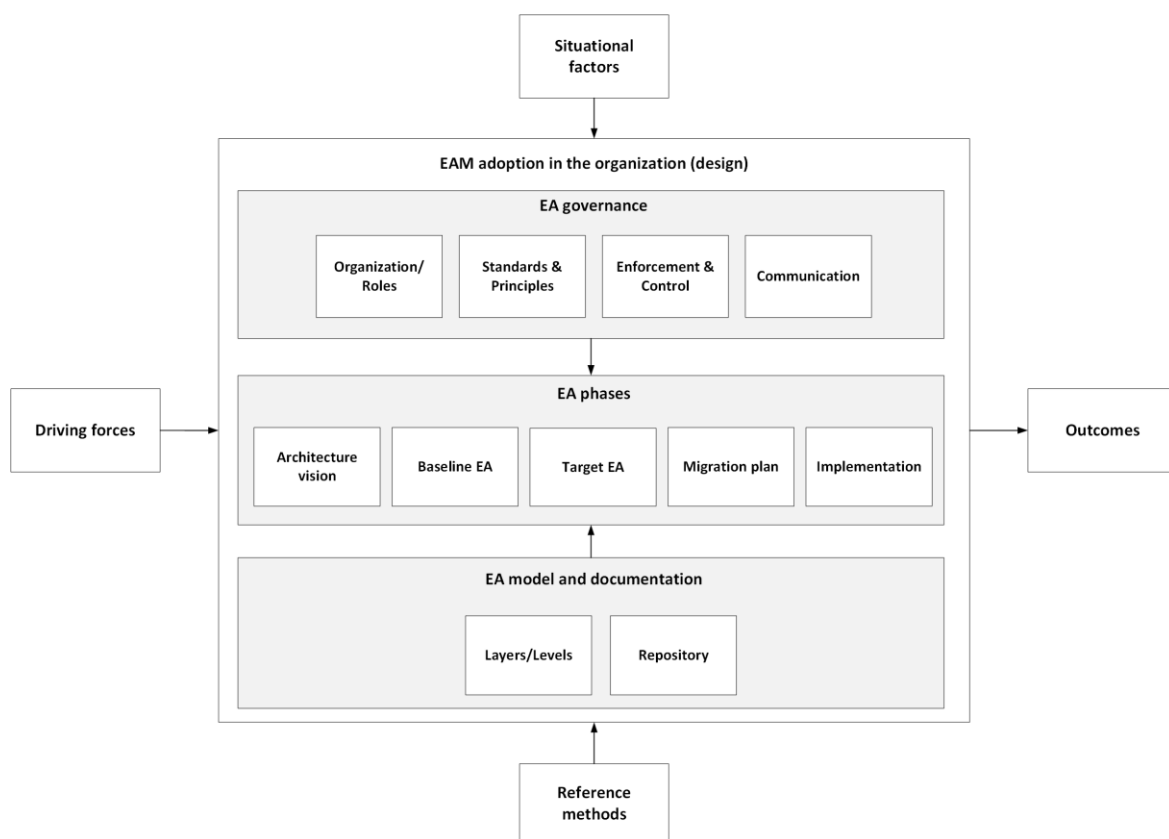 Situational
factors
EAM adoption in the organization (design)
EA governance
Organization/
Roles
Standards &
Principles
Enforcement &
Control
Communication
Driving forces
EA phases
Architecture
vision
Baseline EA
Target EA
Migration plan
Implementation
Outcomes
EA model and documentation
Layers/Levels
Repository
Reference
methods